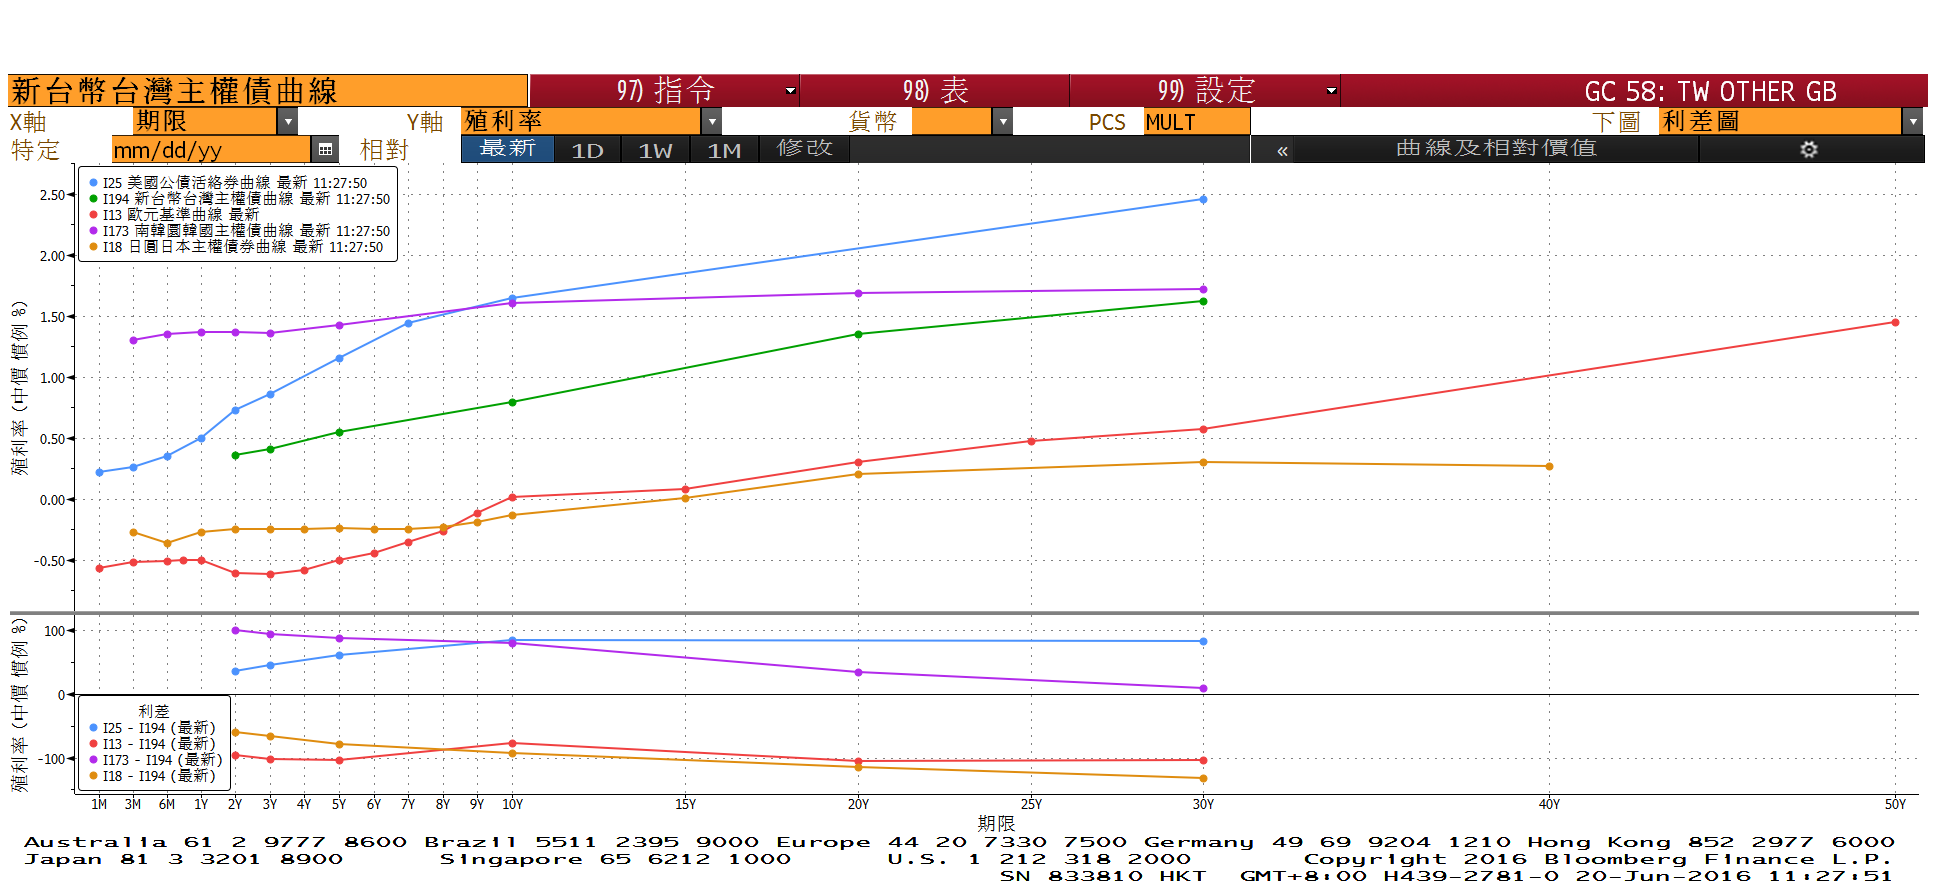 新台幣台灣主權債曲線 97) 指令 98) 表 99) 設定 GC 58: TW OTHER GB
X軸 期限 Y軸 殖利率 貨幣 PCS MULT 下圖 利差圖
特定 mm/dd/yy 相對 最新 1D 1W 1M 修改 « 曲線及相對價值
I25 美國公債活絡券曲線 最新 11:27:50
I194 新台幣台灣主權債曲線 最新 11:27:50
I13 歐元基準曲線 最新
I173 南韓圜韓國主權債曲線 最新 11:27:50
I18 日圓日本主權債券曲線 最新 11:27:50
殖利率 (中價 慣例 %)
2.50
2.00
1.50
1.00
0.50
0.00
-0.50
殖利率 (中價 慣例 %)
100
0
-100
利差
I25 - I194 (最新)
I13 - I194 (最新)
I173 - I194 (最新)
I18 - I194 (最新)
1M 3M 6M 1Y 2Y 3Y 4Y 5Y 6Y 7Y 8Y 9Y 10Y 15Y 20Y 25Y 30Y 40Y 50Y
期限
Australia 61 2 9777 8600 Brazil 5511 2395 9000 Europe 44 20 7330 7500 Germany 49 69 9204 1210 Hong Kong 852 2977 6000
Japan 81 3 3201 8900 Singapore 65 6212 1000 U.S. 1 212 318 2000 Copyright 2016 Bloomberg Finance L.P.
SN 833810 HKT GMT+8:00 H439-2781-0 20-Jun-2016 11:27:51